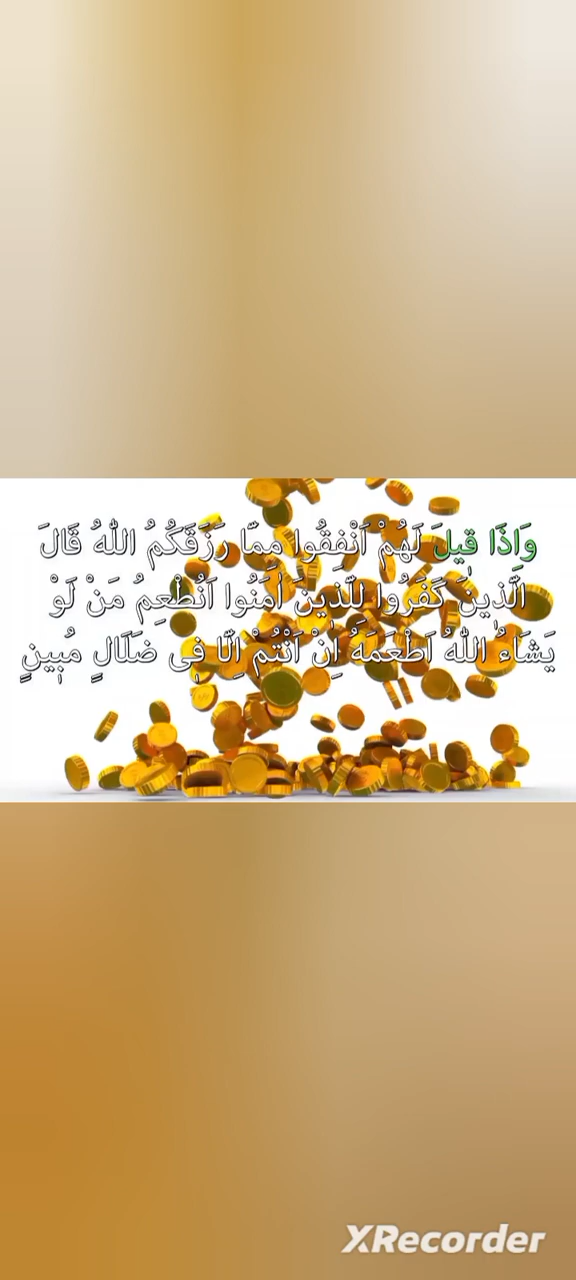 وَاِذَا قٖيلَ لَهُمْ اَنْفِقُوا مِمَّا رَزَقَكُمُ اللّٰهُ قَالَ
الَّذٖينَ كَفَرُوا لِلَّذٖينَ اٰمَنُوا اَنُطْعِمُ مَنْ لَوْ
يَشَاءُ اللّٰهُ اَطْعَمَهُ اِنْ اَنْتُمْ اِلَّا فٖى ضَلَالٍ مُبٖينٍ
XRecorder